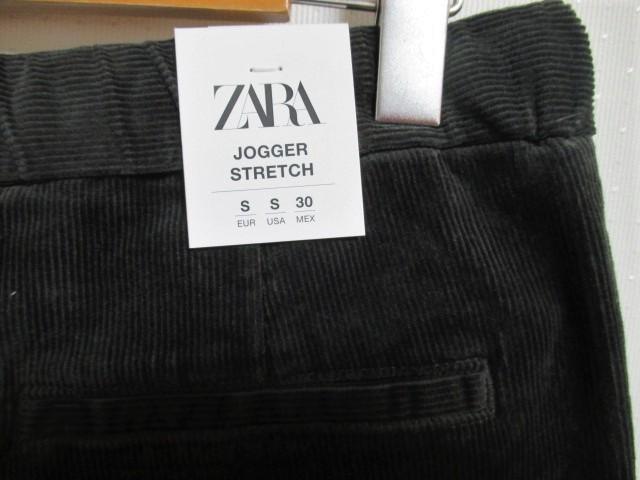 ZARA
JOGGER
STRETCH
S S 30
EUR USA MEX